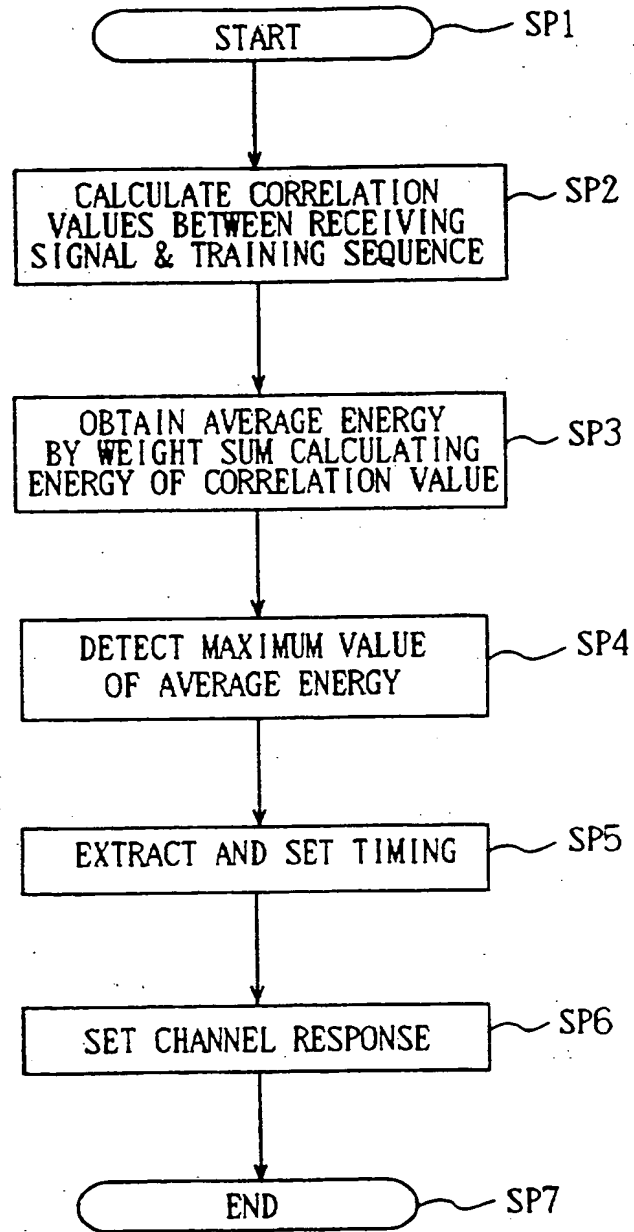 START
SP1
CALCULATE CORRELATION
VALUES BETWEEN RECEIVING
SIGNAL & TRAINING SEQUENCE
SP2
OBTAIN AVERAGE ENERGY
BY WEIGHT SUM CALCULATING
ENERGY OF CORRELATION VALUE
SP3
DETECT MAXIMUM VALUE
OF AVERAGE ENERGY
SP4
EXTRACT AND SET TIMING
SP5
SET CHANNEL RESPONSE
SP6
END
SP7